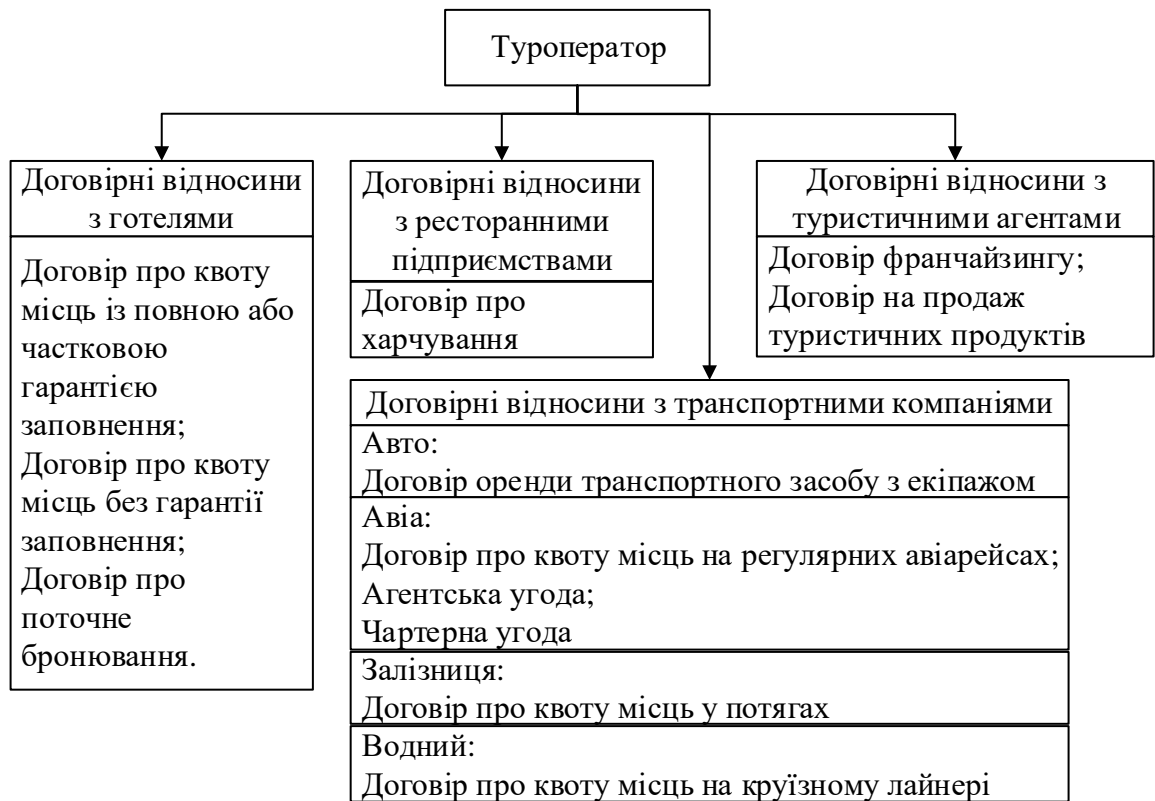 Туроператор
Договірні відносини
з готелями
Договір про квоту
місць із повною або
частковою
гарантією
заповнення;
Договір про квоту
місць без гарантії
заповнення;
Договір про
поточне
бронювання.
Договірні відносини
з ресторанними
підприємствами
Договір про
харчування
Договірні відносини з
туристичними агентами
Договір франчайзингу;
Договір на продаж
туристичних продуктів
Договірні відносини з транспортними компаніями
Авто:
Договір оренди транспортного засобу з екіпажом
Авіа:
Договір про квоту місць на регулярних авіарейсах;
Агентська угода;
Чартерна угода
Залізниця:
Договір про квоту місць у потягах
Водний:
Договір про квоту місць на круїзному лайнері